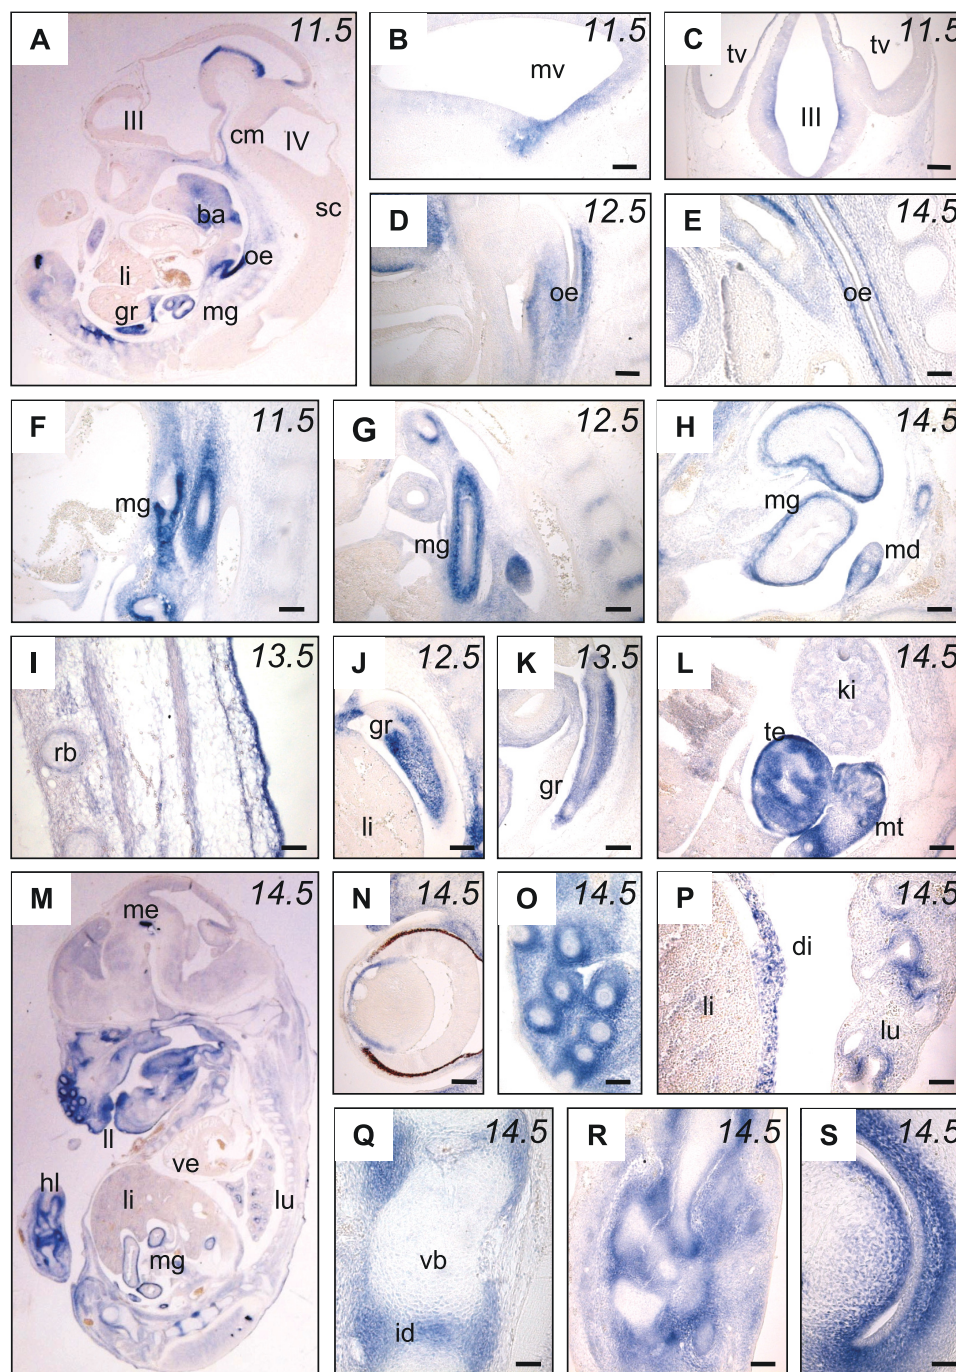 A 11.5
III
cm
IV
sc
ba
oe
li
gr
mg
B 11.5
mv
C 11.5
tv
tv
III
D 12.5
oe
E 14.5
oe
F 11.5
mg
G 12.5
mg
H 14.5
mg
md
I 13.5
rb
J 12.5
gr
li
K 13.5
gr
L 14.5
ki
te
mt
M 14.5
me
ll
ve
hl
li
lu
mg
N 14.5
O 14.5
P 14.5
di
li
lu
Q 14.5
vb
id
R 14.5
S 14.5